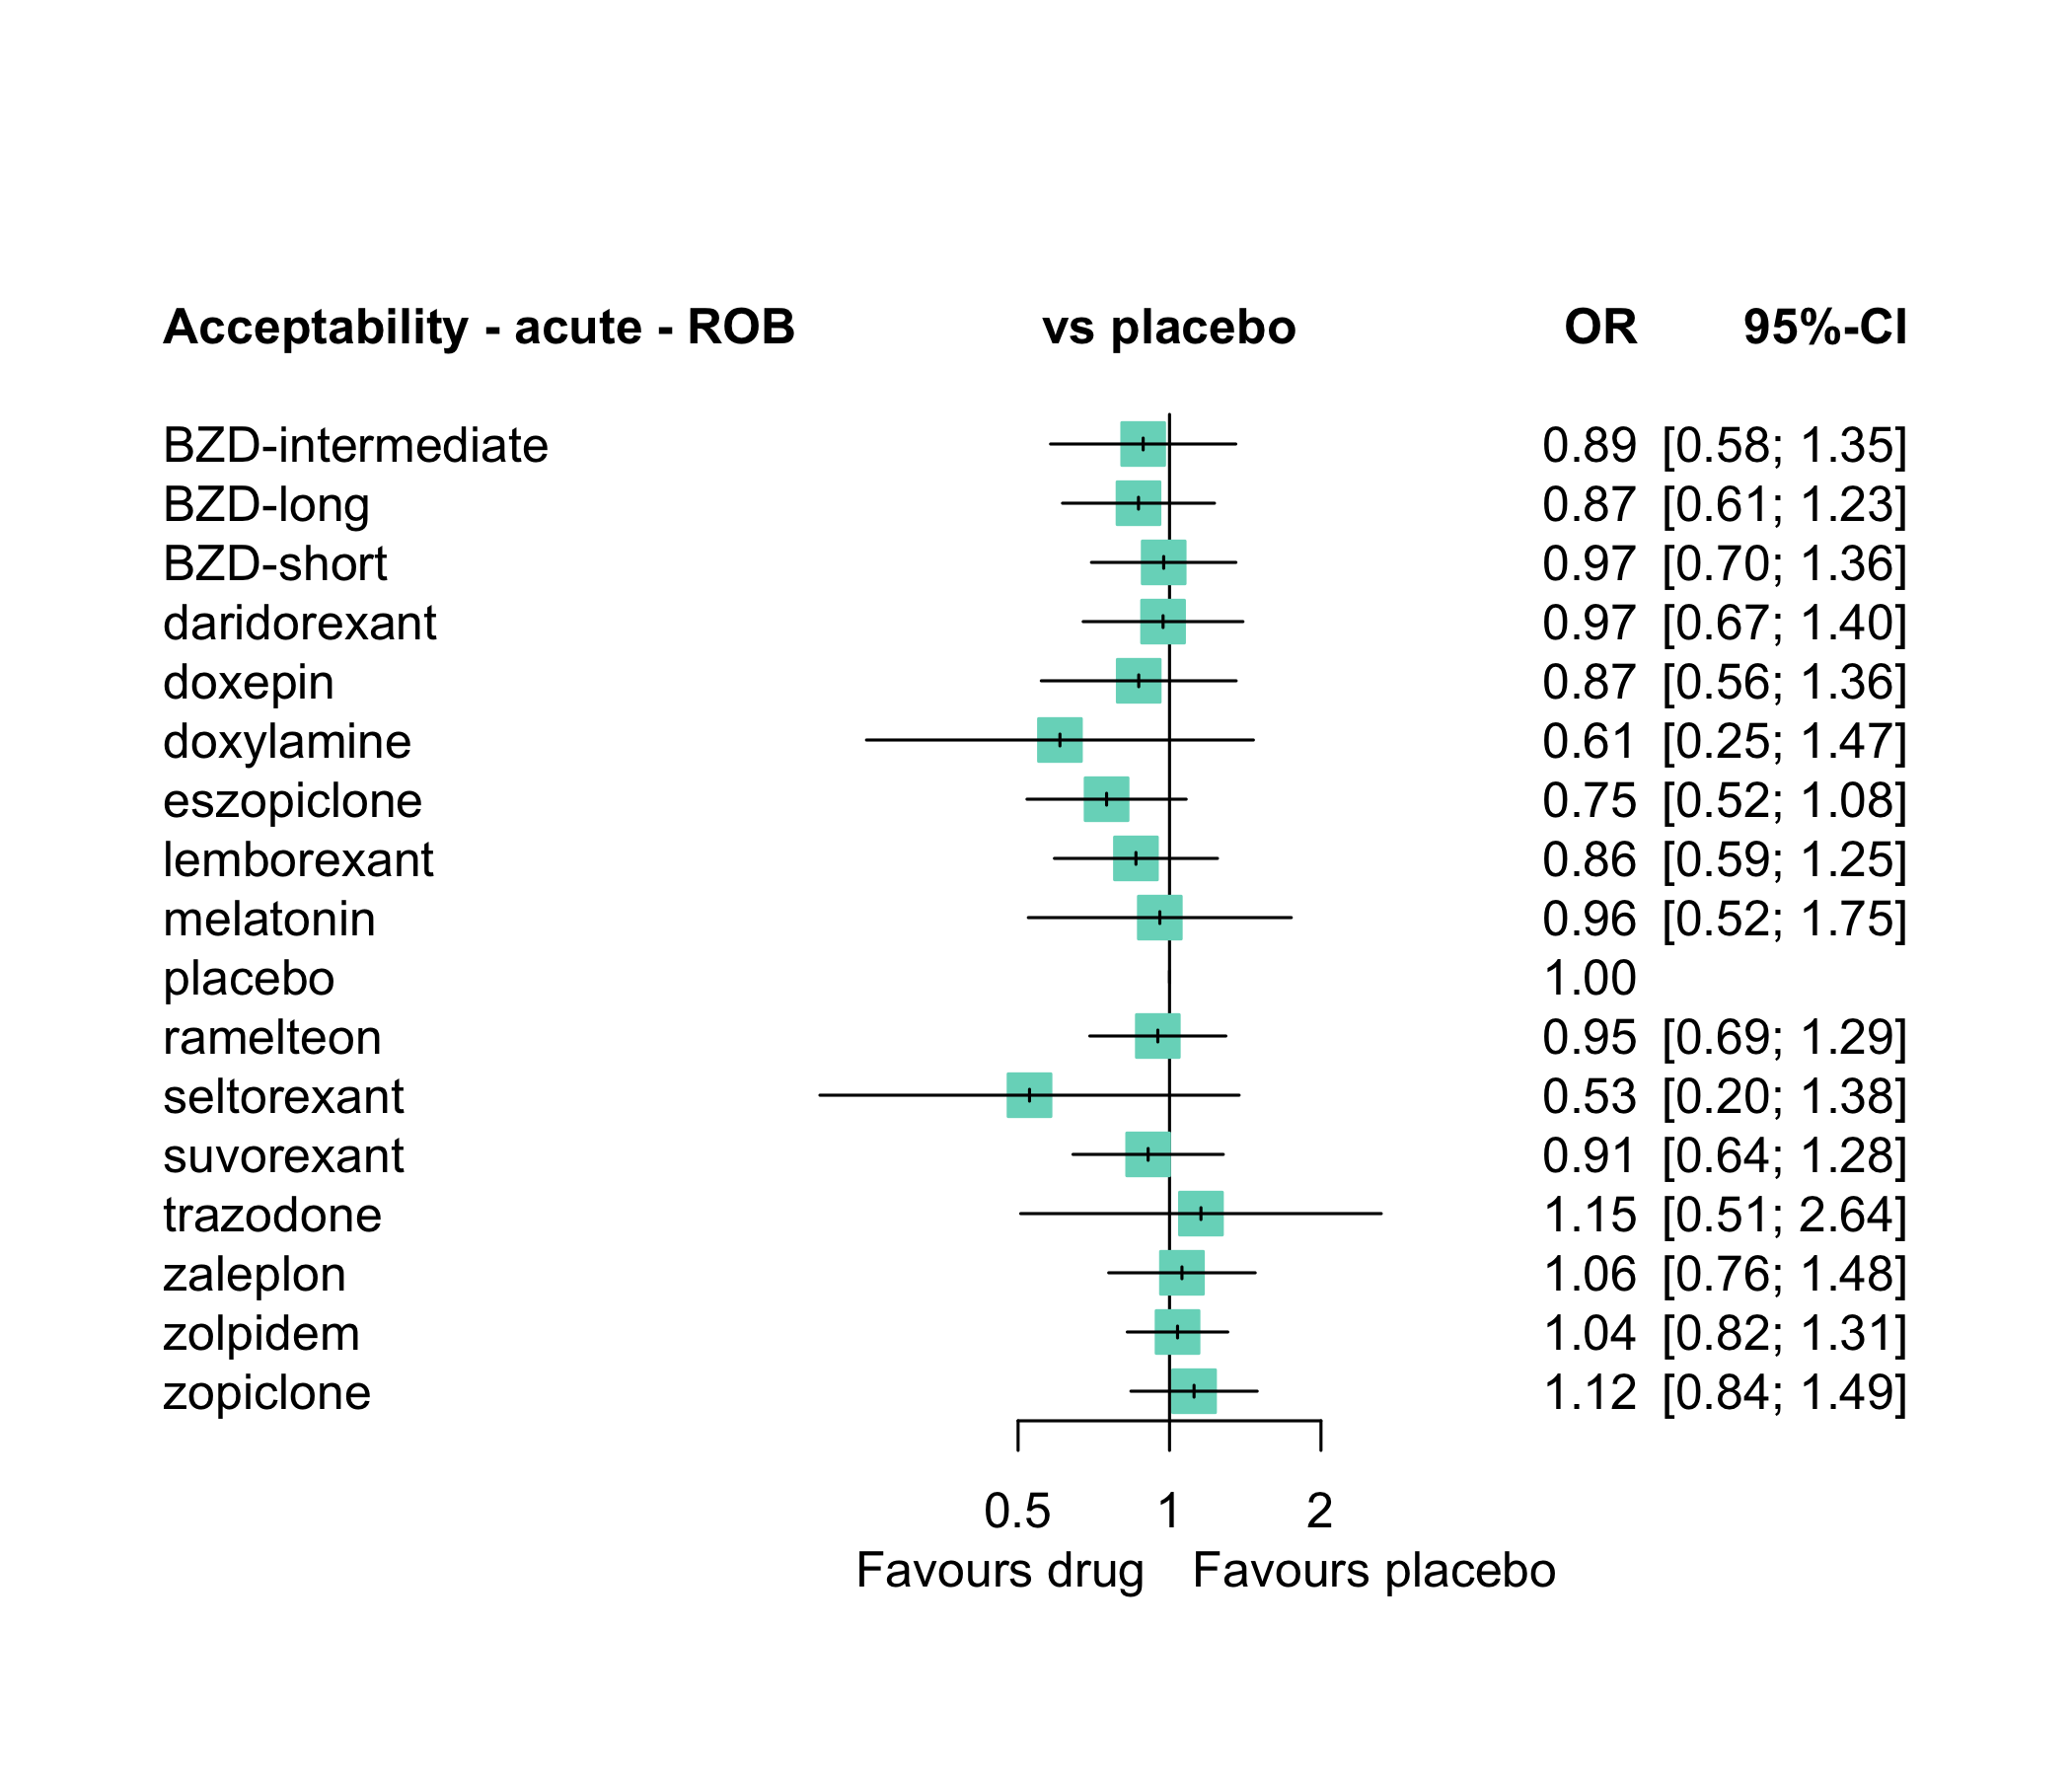 Acceptability - acute - ROB vs placebo OR 95%-CI
BZD-intermediate 0.89 [0.58; 1.35]
BZD-long 0.87 [0.61; 1.23]
BZD-short 0.97 [0.70; 1.36]
daridorexant 0.97 [0.67; 1.40]
doxepin 0.87 [0.56; 1.36]
doxylamine 0.61 [0.25; 1.47]
eszopiclone 0.75 [0.52; 1.08]
lemborexant 0.86 [0.59; 1.25]
melatonin 0.96 [0.52; 1.75]
placebo 1.00
ramelteon 0.95 [0.69; 1.29]
seltorexant 0.53 [0.20; 1.38]
suvorexant 0.91 [0.64; 1.28]
trazodone 1.15 [0.51; 2.64]
zaleplon 1.06 [0.76; 1.48]
zolpidem 1.04 [0.82; 1.31]
zopiclone 1.12 [0.84; 1.49]
0.5 1 2
Favours drug Favours placebo